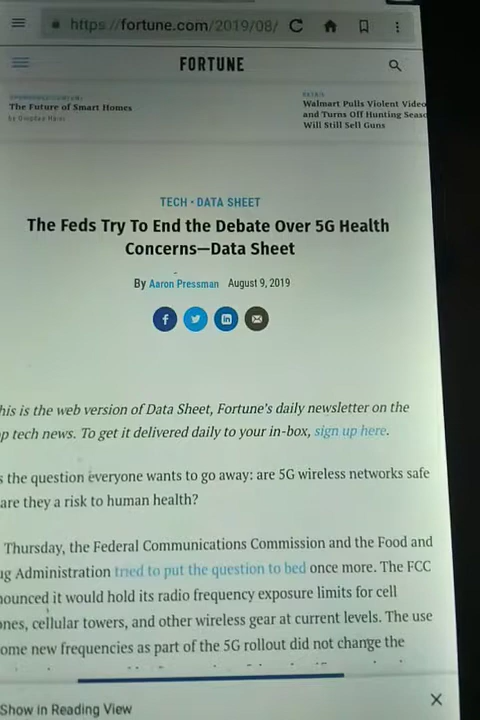 https://fortune.com/2019/08/
FORTUNE
The Future of Smart Homes
Walmart Pulls Violent Video
and Turns Off Hunting Seas
Will Still Sell Guns
TECH · DATA SHEET
The Feds Try To End the Debate Over 5G Health
Concerns—Data Sheet
By Aaron Pressman August 9, 2019
his is the web version of Data Sheet, Fortune's daily newsletter on the
p tech news. To get it delivered daily to your in-box, sign up here.
s the question everyone wants to go away: are 5G wireless networks safe
are they a risk to human health?
Thursday, the Federal Communications Commission and the Food and
ug Administration tried to put the question to bed once more. The FCC
nounced it would hold its radio frequency exposure limits for cell
ones, cellular towers, and other wireless gear at current levels. The use
ome new frequencies as part of the 5G rollout did not change the
Show in Reading View